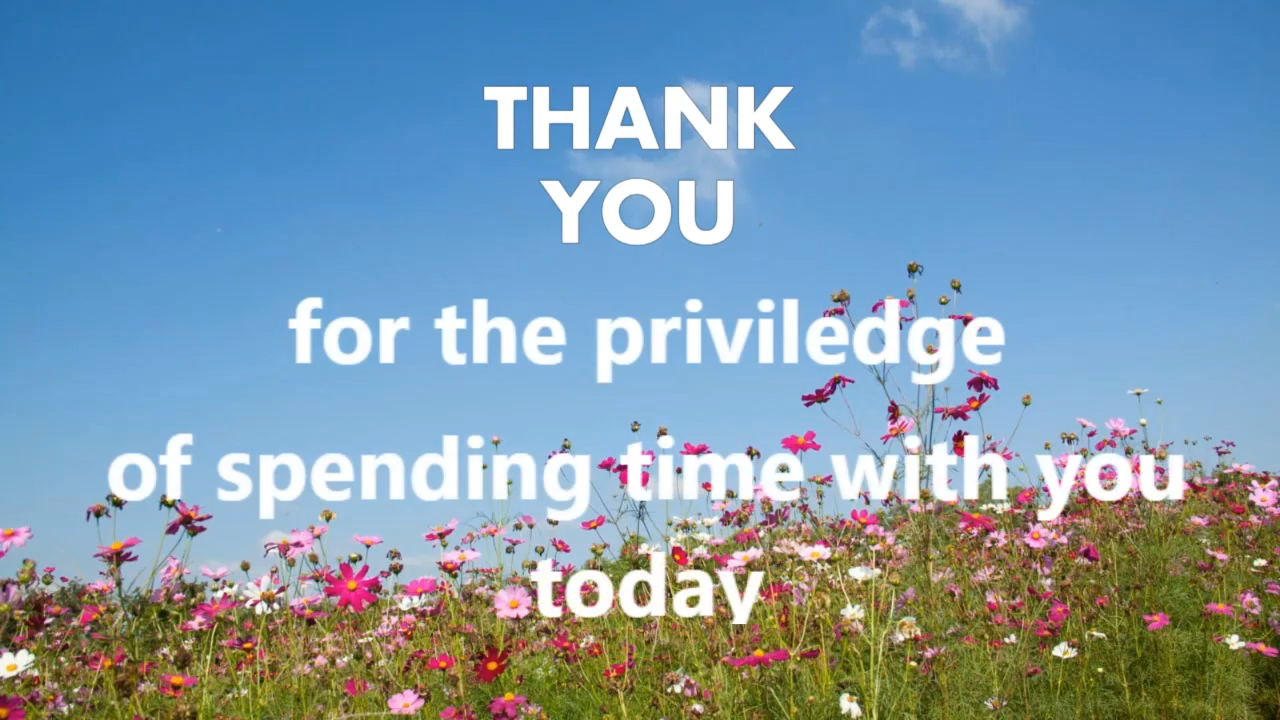 THANK
YOU
for the priviledge
of spending time with you
today